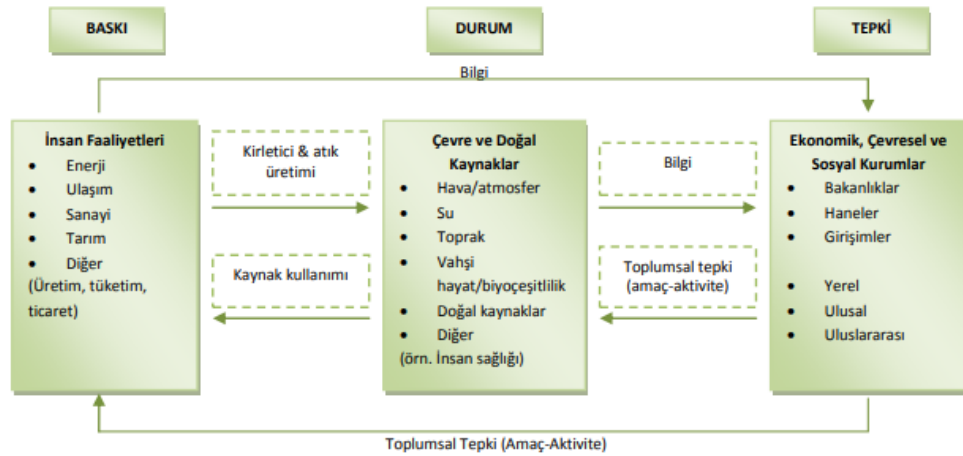 BASKI
DURUM
TEPKİ
Bilgi
İnsan Faaliyetleri
• Enerji
• Ulaşım
• Sanayi
• Tarım
• Diğer
(Üretim, tüketim,
ticaret)
Kirletici & atık
üretimi
Kaynak kullanımı
Çevre ve Doğal
Kaynaklar
• Hava/atmosfer
• Su
• Toprak
• Vahşi
hayat/biyoçeşitlilik
• Doğal kaynaklar
• Diğer
(örn. İnsan sağlığı)
Bilgi
Toplumsal tepki
(amaç-aktivite)
Ekonomik, Çevresel ve
Sosyal Kurumlar
• Bakanlıklar
• Haneler
• Girişimler
• Yerel
• Ulusal
• Uluslararası
Toplumsal Tepki (Amaç-Aktivite)